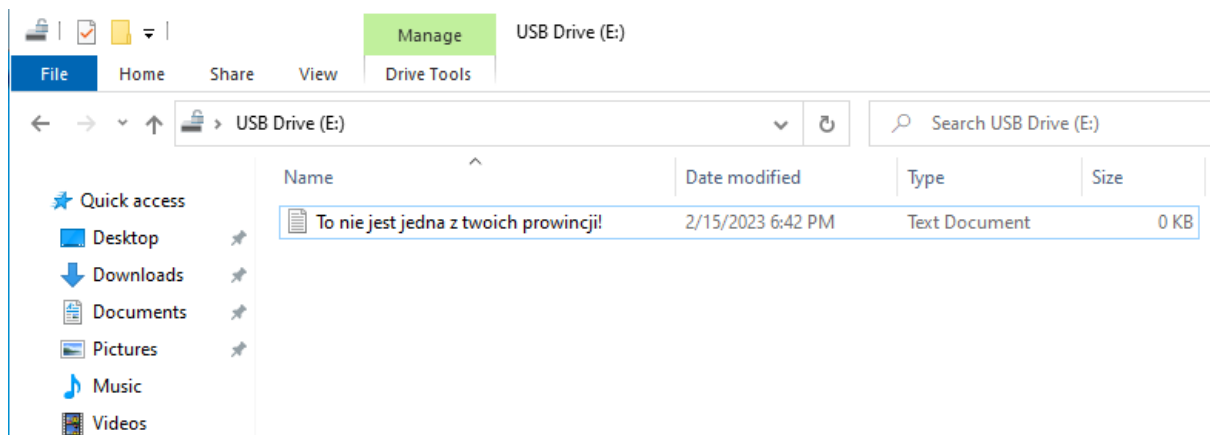 Manage
USB Drive (E:)
File
Home
Share
View
Drive Tools
USB Drive (E:)
Search USB Drive (E:)
Name
Date modified
Type
Size
Quick access
To nie jest jedna z twoich prowincji!
2/15/2023 6:42 PM
Text Document
0 KB
Desktop
Downloads
Documents
Pictures
Music
Videos